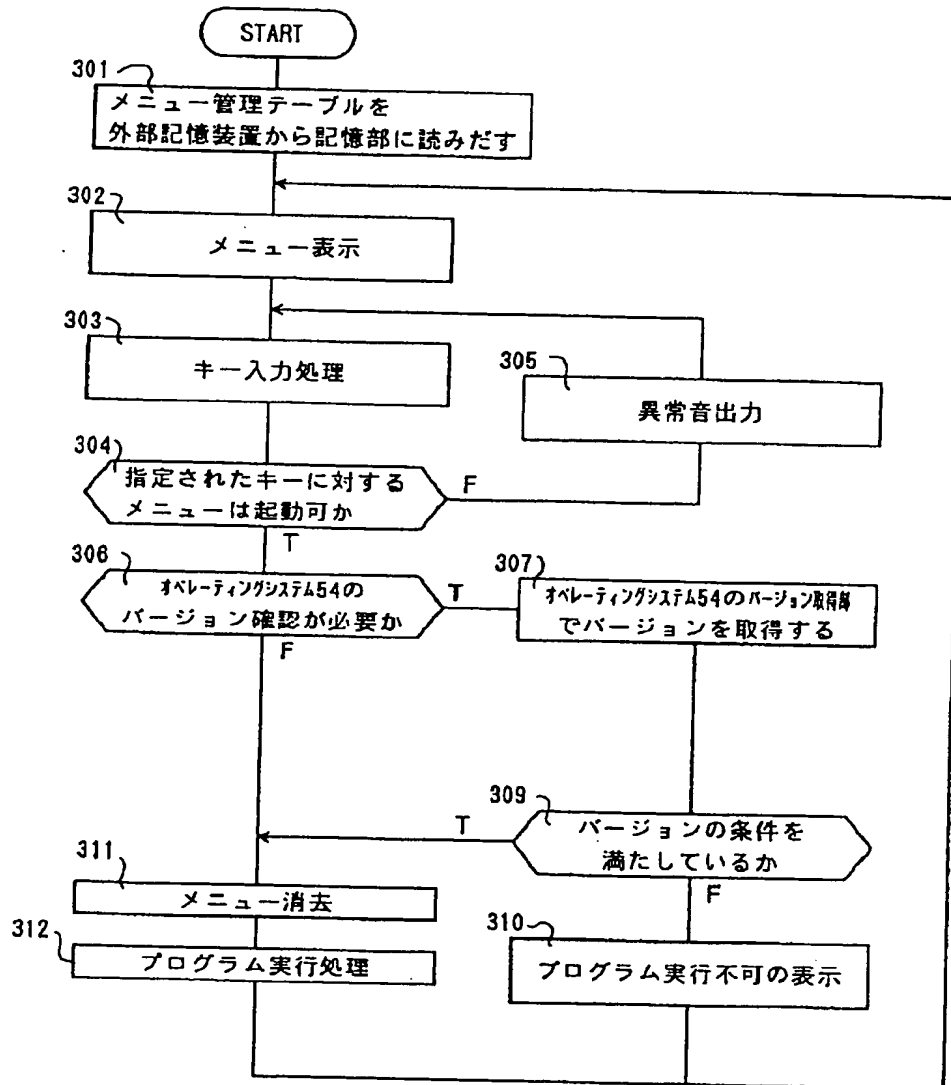 START
301
メニュー管理テーブルを
外部記憶装置から記憶部に読みだす
302
メニュー表示
303
キー入力処理
305
異常音出力
304
指定されたキーに対する
メニューは起動可か
F
T
306
オペレーティングシステム54の
バージョン確認が必要か
T
F
307
オペレーティングシステム54のバージョン取得部
でバージョンを取得する
309
バージョンの条件を
満たしているか
T
F
311
メニュー消去
312
プログラム実行処理
310
プログラム実行不可の表示